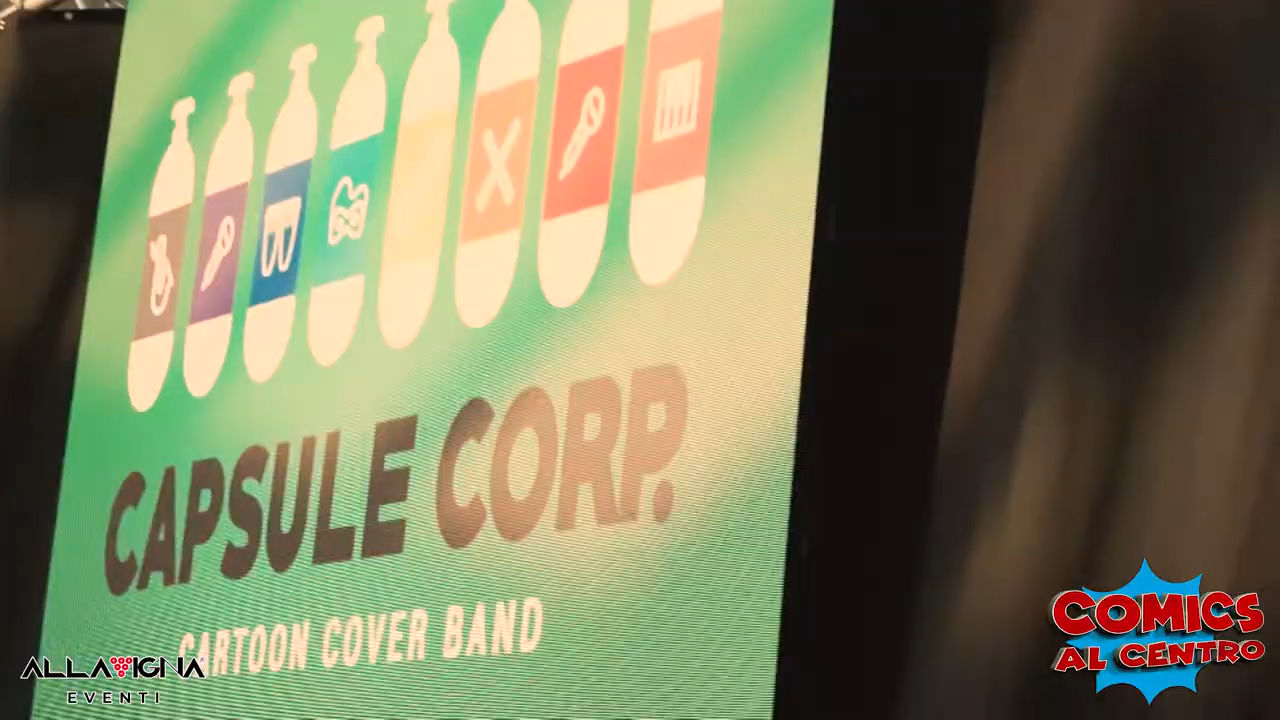 CAPSULE CORP.
CARTOON COVER BAND
ALLAVIGNA
EVENTI
COMICS
AL CENTRO